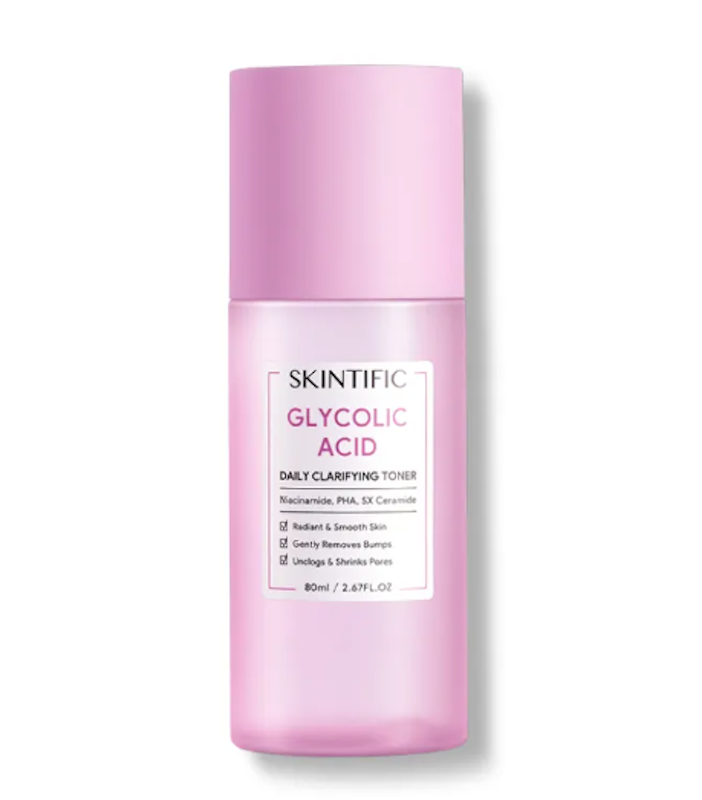 SKINTIFIC
GLYCOLIC
ACID
DAILY CLARIFYING TONER
Niacinamide, PHA, 5X Ceramide
☑ Radiant & Smooth Skin
☑ Gently Removes Bumps
☑ Unclogs & Shrinks Pores
80ml / 2.67FL.OZ